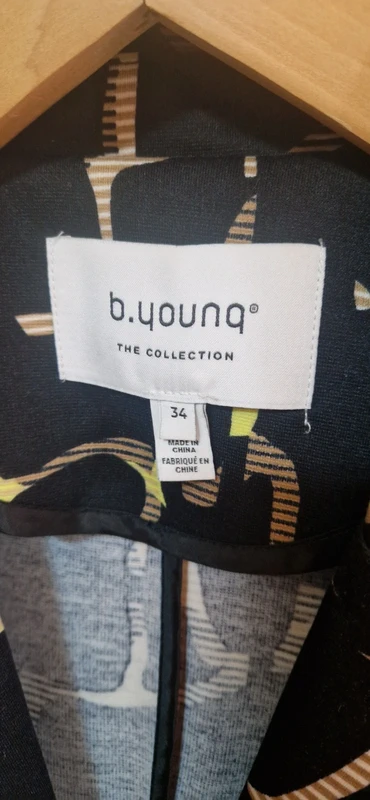 b.young®
THE COLLECTION
34
MADE IN
CHINA
FABRIQUÉ EN
CHINE